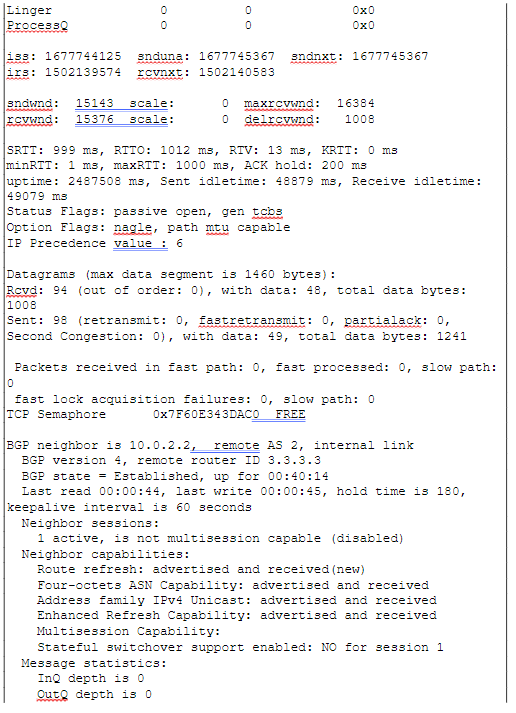 Linger 0 0 0x0
ProcessQ 0 0 0x0
iss: 1677744125 snduna: 1677745367 sndnxt: 1677745367
irs: 1502139574 rcvnxt: 1502140583
sndwnd: 15143 scale: 0 maxrcvwnd: 16384
rcvwnd: 15376 scale: 0 delrcvwnd: 1008
SRTT: 999 ms, RTTO: 1012 ms, RTV: 13 ms, KRTT: 0 ms
minRTT: 1 ms, maxRTT: 1000 ms, ACK hold: 200 ms
uptime: 2487508 ms, Sent idletime: 48879 ms, Receive idletime:
49079 ms
Status Flags: passive open, gen tcbs
Option Flags: nagle, path mtu capable
IP Precedence value : 6
Datagrams (max data segment is 1460 bytes):
Rcvd: 94 (out of order: 0), with data: 48, total data bytes:
1008
Sent: 98 (retransmit: 0, fastretransmit: 0, partialack: 0,
Second Congestion: 0), with data: 49, total data bytes: 1241
Packets received in fast path: 0, fast processed: 0, slow path:
0
fast lock acquisition failures: 0, slow path: 0
TCP Semaphore 0x7F60E343DAC0 FREE
BGP neighbor is 10.0.2.2, remote AS 2, internal link
BGP version 4, remote router ID 3.3.3.3
BGP state = Established, up for 00:40:14
Last read 00:00:44, last write 00:00:45, hold time is 180,
keepalive interval is 60 seconds
Neighbor sessions:
1 active, is not multisession capable (disabled)
Neighbor capabilities:
Route refresh: advertised and received(new)
Four-octets ASN Capability: advertised and received
Address family IPv4 Unicast: advertised and received
Enhanced Refresh Capability: advertised and received
Multisession Capability:
Stateful switchover support enabled: NO for session 1
Message statistics:
InQ depth is 0
OutQ depth is 0